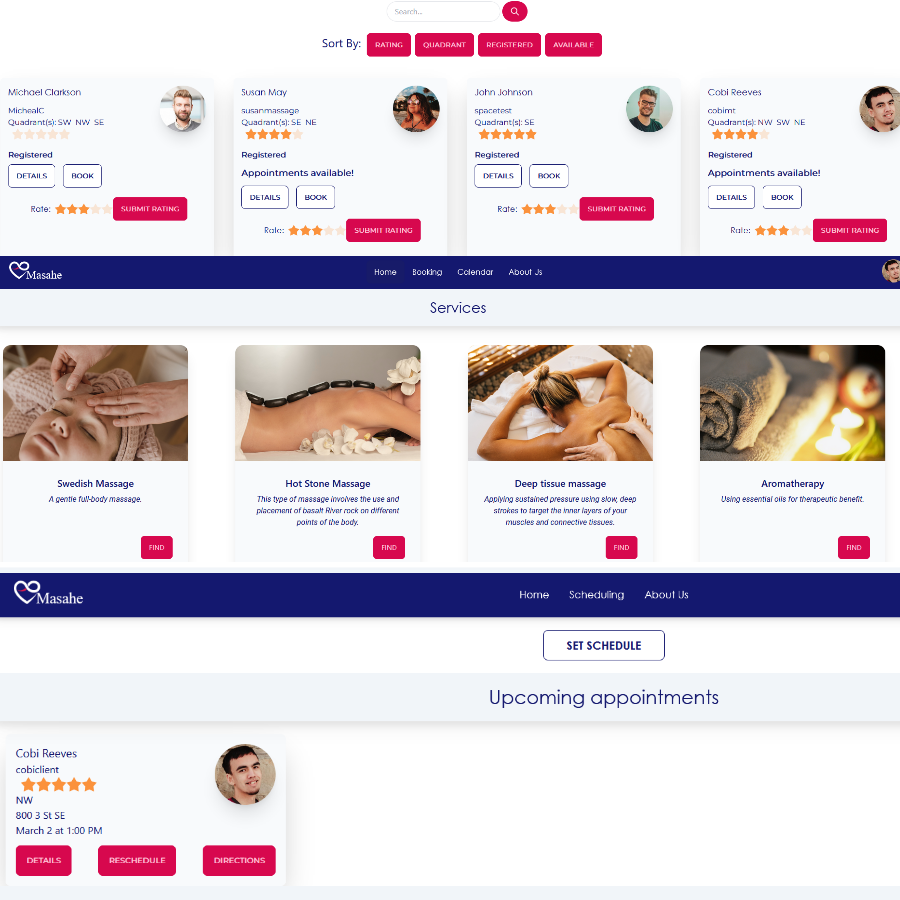 Search...
Sort By: RATING QUADRANT REGISTERED AVAILABLE
Michael Clarkson
MichealC
Quadrant(s): SW NW SE
Registered
DETAILS BOOK
Rate: SUBMIT RATING
Susan May
susanmassage
Quadrant(s): SE NE
Registered
Appointments available!
DETAILS BOOK
Rate: SUBMIT RATING
John Johnson
spacetest
Quadrant(s): SE
Registered
DETAILS BOOK
Rate: SUBMIT RATING
Cobi Reeves
cobimt
Quadrant(s): NW SW NE
Registered
Appointments available!
DETAILS BOOK
Rate: SUBMIT RATING
Masahe Home Booking Calendar About Us
Services
Swedish Massage
A gentle full-body massage.
FIND
Hot Stone Massage
This type of massage involves the use and
placement of basalt River rock on different
points of the body.
FIND
Deep tissue massage
Applying sustained pressure using slow, deep
strokes to target the inner layers of your
muscles and connective tissues.
FIND
Aromatherapy
Using essential oils for therapeutic benefit.
FIND
Masahe Home Scheduling About Us
SET SCHEDULE
Upcoming appointments
Cobi Reeves
cobiclient
NW
800 3 St SE
March 2 at 1:00 PM
DETAILS RESCHEDULE DIRECTIONS